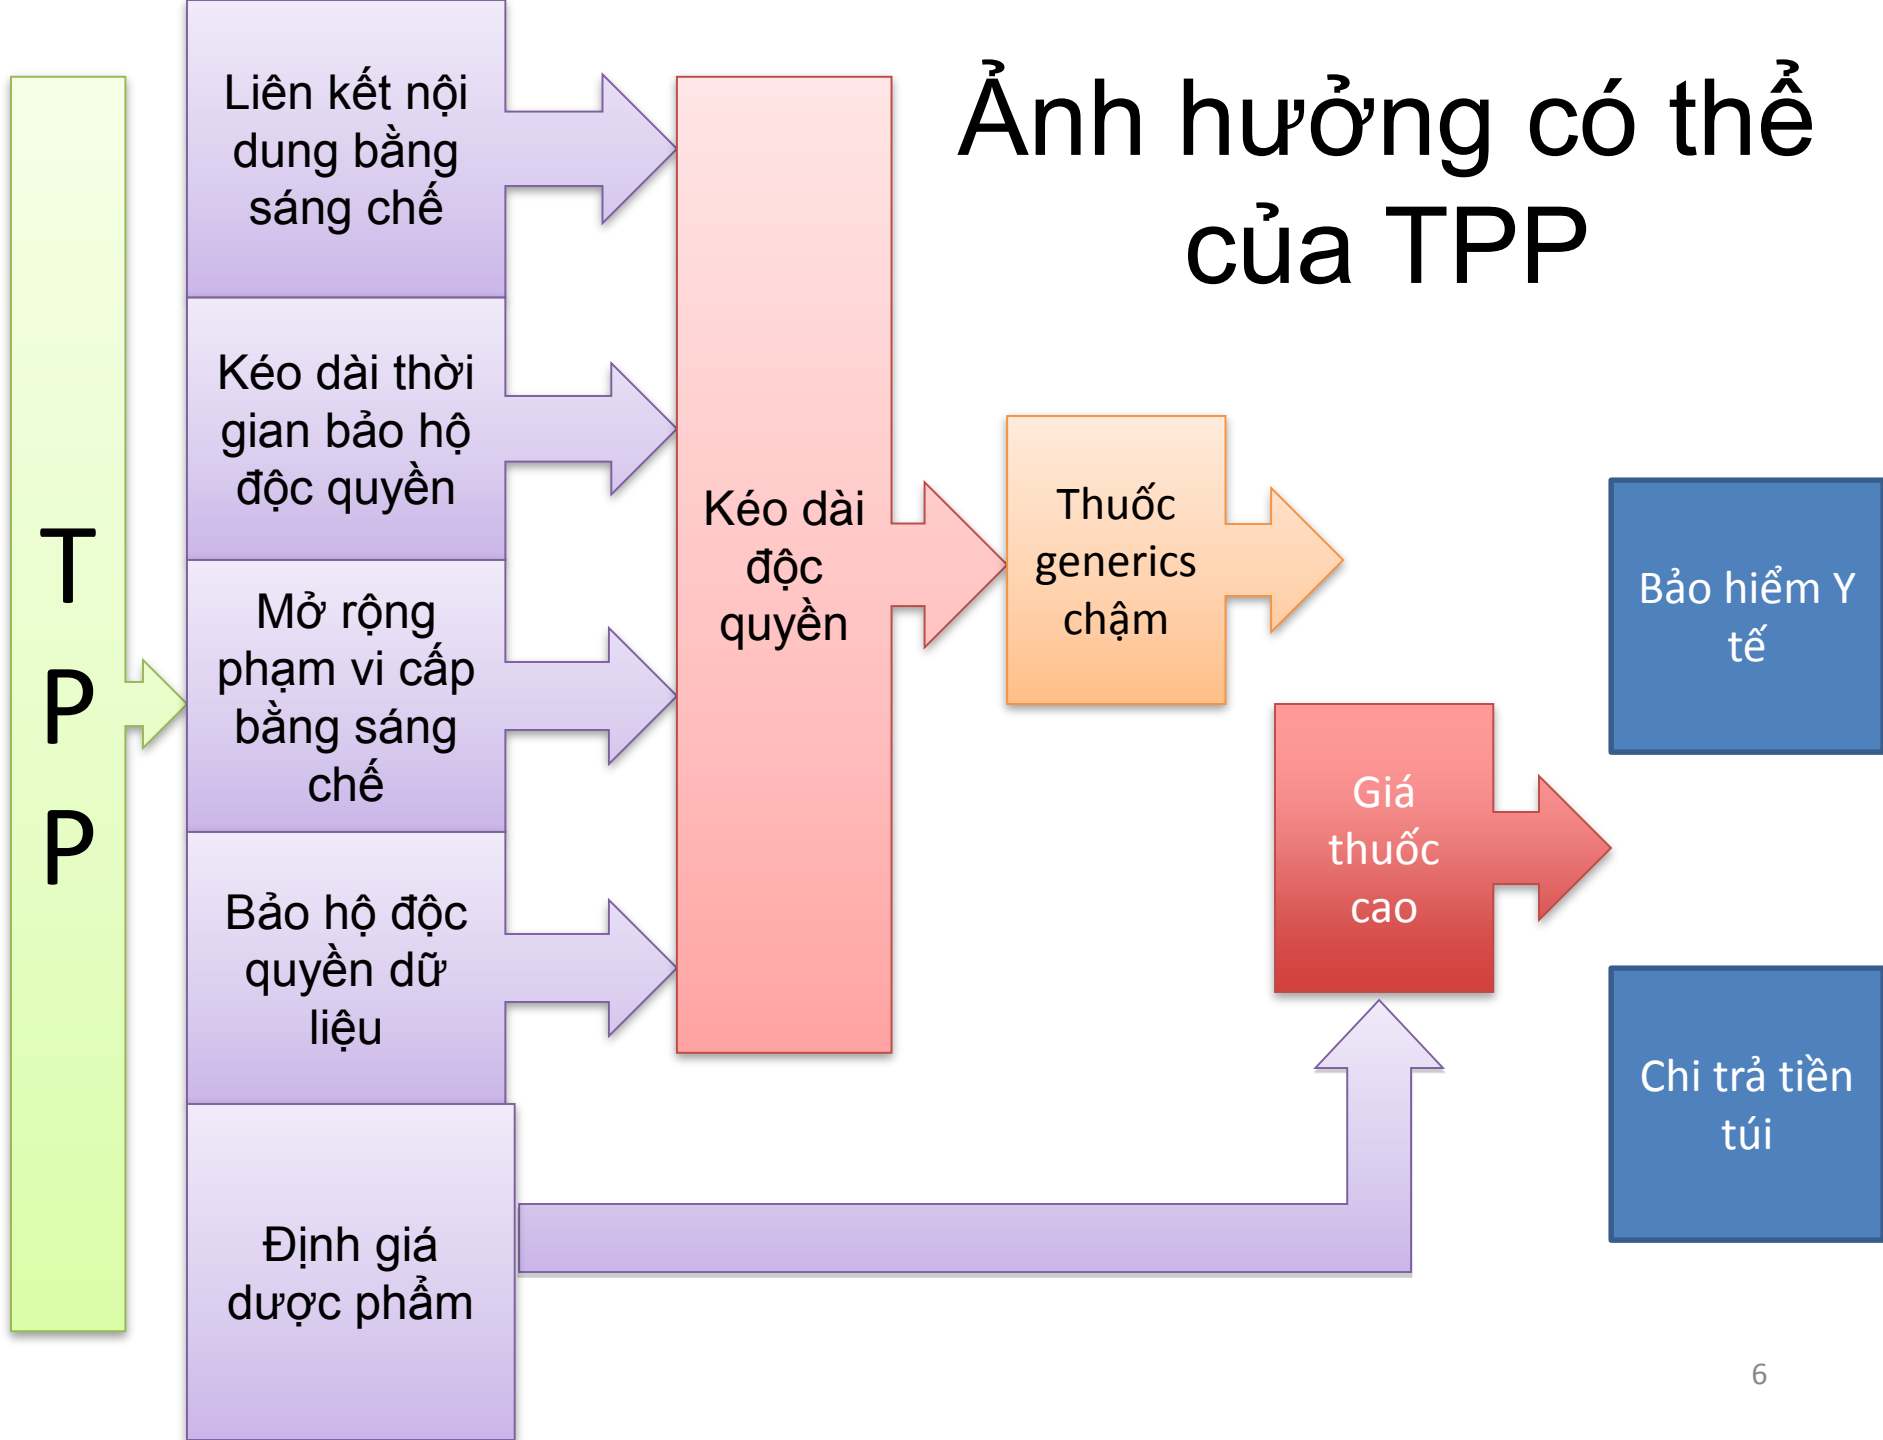 Ảnh hưởng có thể
của TPP
T
P
P
Liên kết nội
dung bằng
sáng chế
Kéo dài thời
gian bảo hộ
độc quyền
Mở rộng
phạm vi cấp
bằng sáng
chế
Bảo hộ độc
quyền dữ
liệu
Định giá
dược phẩm
Kéo dài
độc
quyền
Thuốc
generics
chậm
Giá
thuốc
cao
Bảo hiểm Y
tế
Chi trả tiền
túi
6